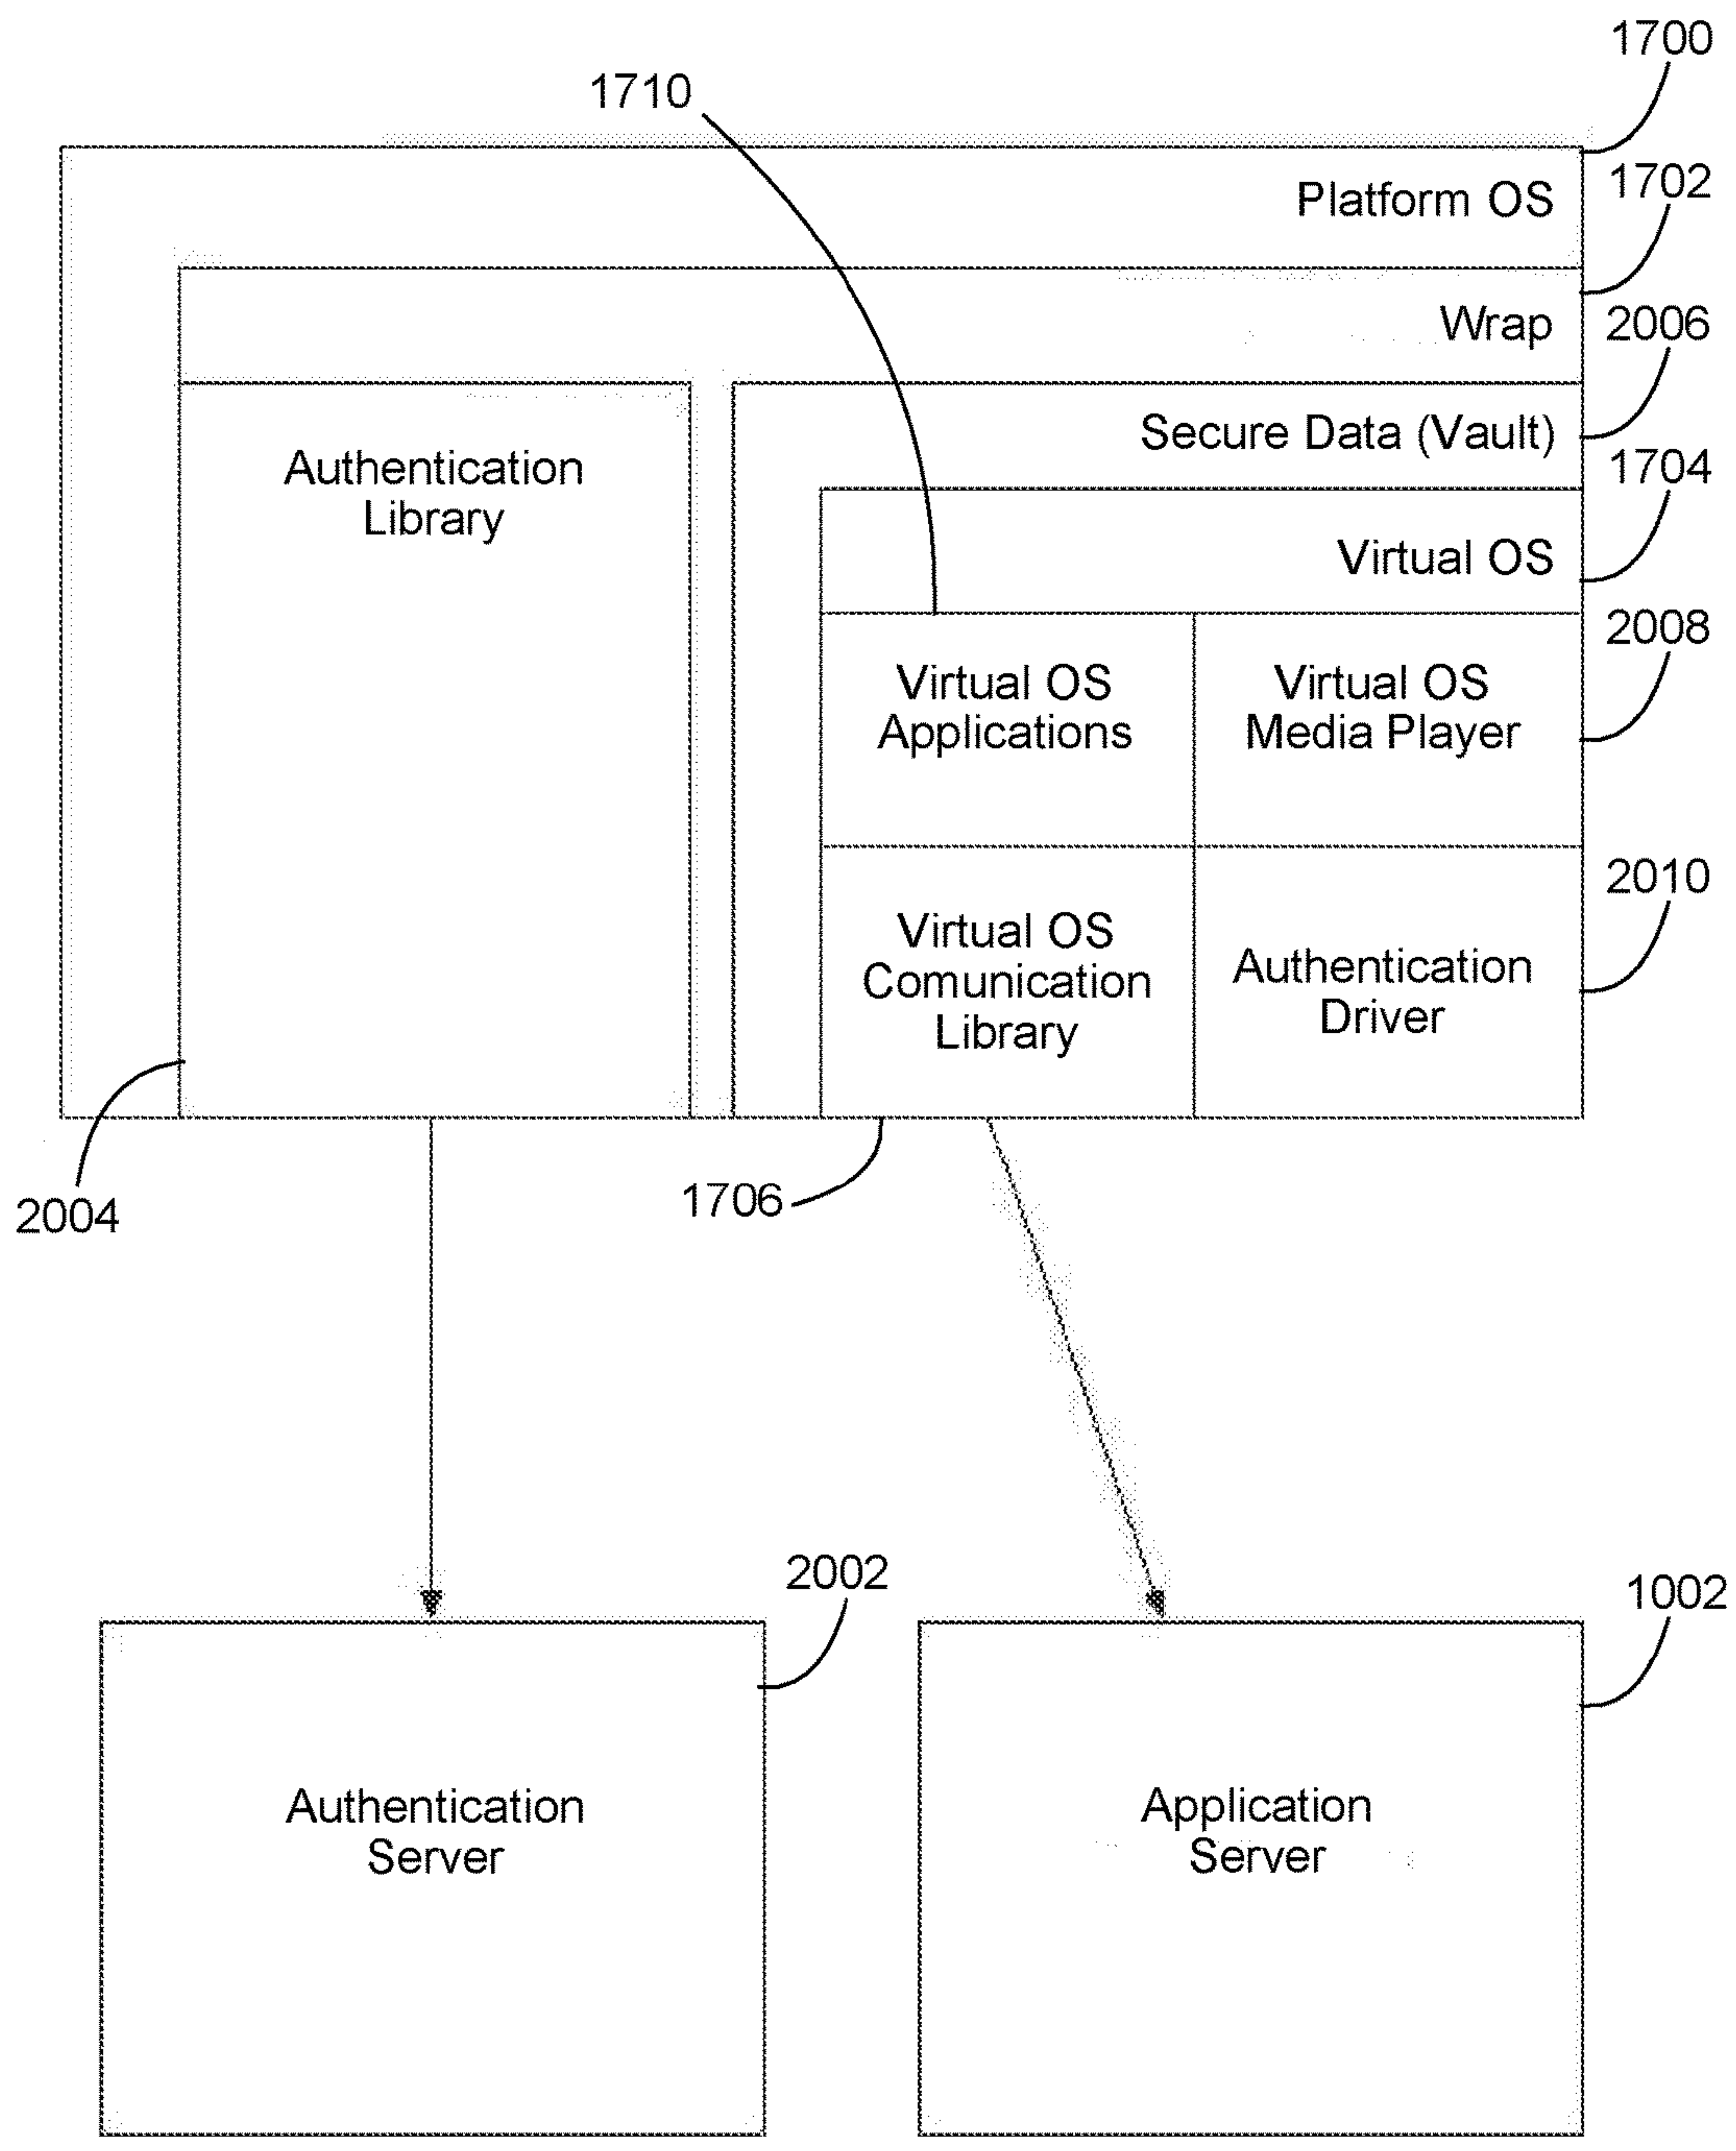 1700
1710
1702
Platform OS
Wrap
2006
Secure Data (Vault)
1704
Authentication
Library
Virtual OS
2008
Virtual OS
Applications
Virtual OS
Media Player
2010
Virtual OS
Comunication
Library
Authentication
Driver
2004
1706
2002
1002
Authentication
Server
Application
Server